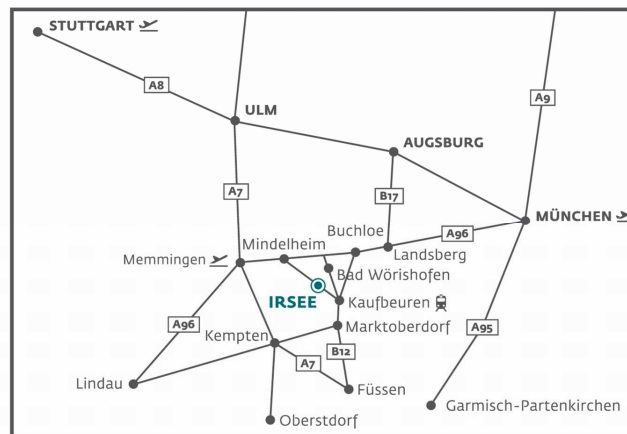 STUTTGART
A8
A9
ULM
AUGSBURG
A7
B17
MÜNCHEN
A96
Buchloe
Mindelheim
Landsberg
Memmingen
Bad Wörishofen
IRSEE
Kaufbeuren
A96
Marktoberdorf
A95
Kempten
B12
A7
Lindau
Füssen
Garmisch-Partenkirchen
Oberstdorf